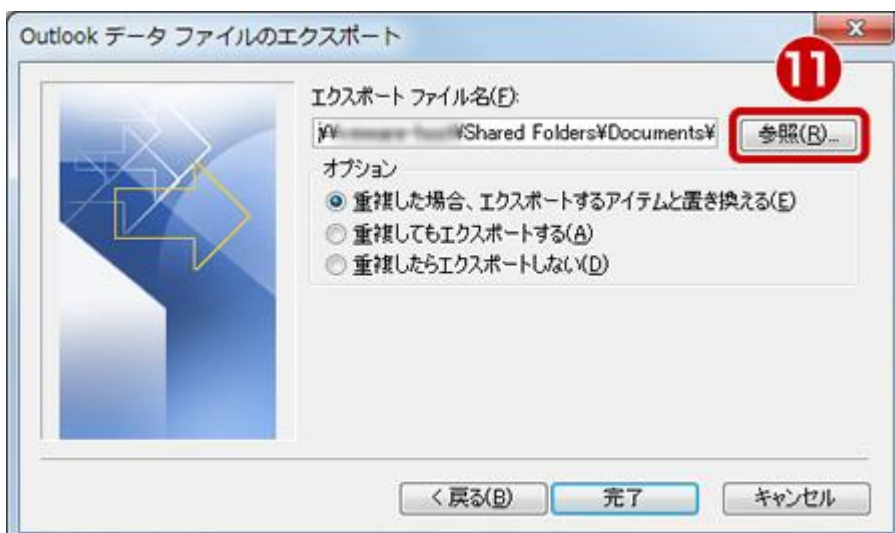 Outlook データ ファイルのエクスポート
11
エクスポート ファイル名(F):
¥Shared Folders¥Documents¥
参照(R)...
オプション
重複した場合、エクスポートするアイテムと置き換える(E)
重複してもエクスポートする(A)
重複したらエクスポートしない(D)
< 戻る(B)
完了
キャンセル